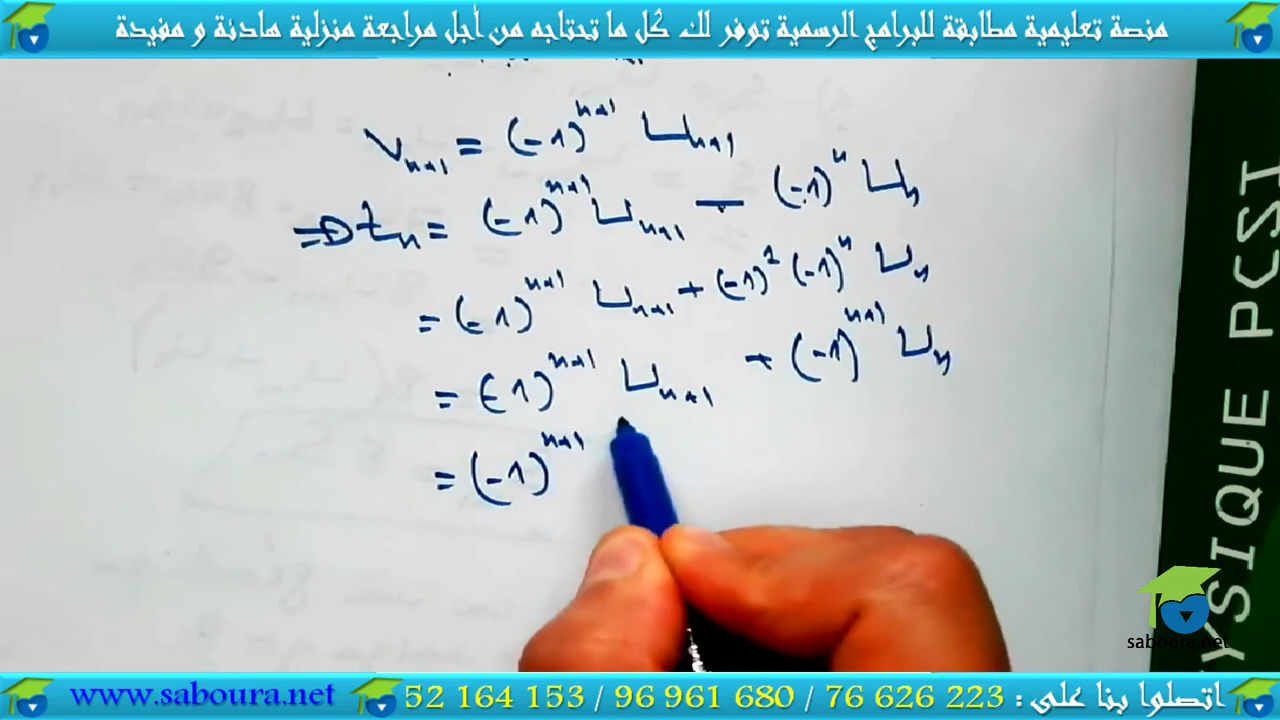 منصة تعليمية مطابقة للبرامج الرسمية توفر لك كل ما تحتاجه من أجل مراجعة منزلية هادئة و مفيدة
V_{n+1} = (-1)^{n+1} U_{n+1}
=> t_n = (-1)^{n+1} U_{n+1} - (-1)^n U_n
= (-1)^{n+1} U_{n+1} + (-1)^2 (-1)^n U_n
= (-1)^{n+1} U_{n+1} + (-1)^{n+1} U_n
= (-1)^{n+1}
YSIQUE PCSI
saboura.net
www.saboura.net 52 164 153 / 96 961 680 / 76 626 223 : اتصلوا بنا على